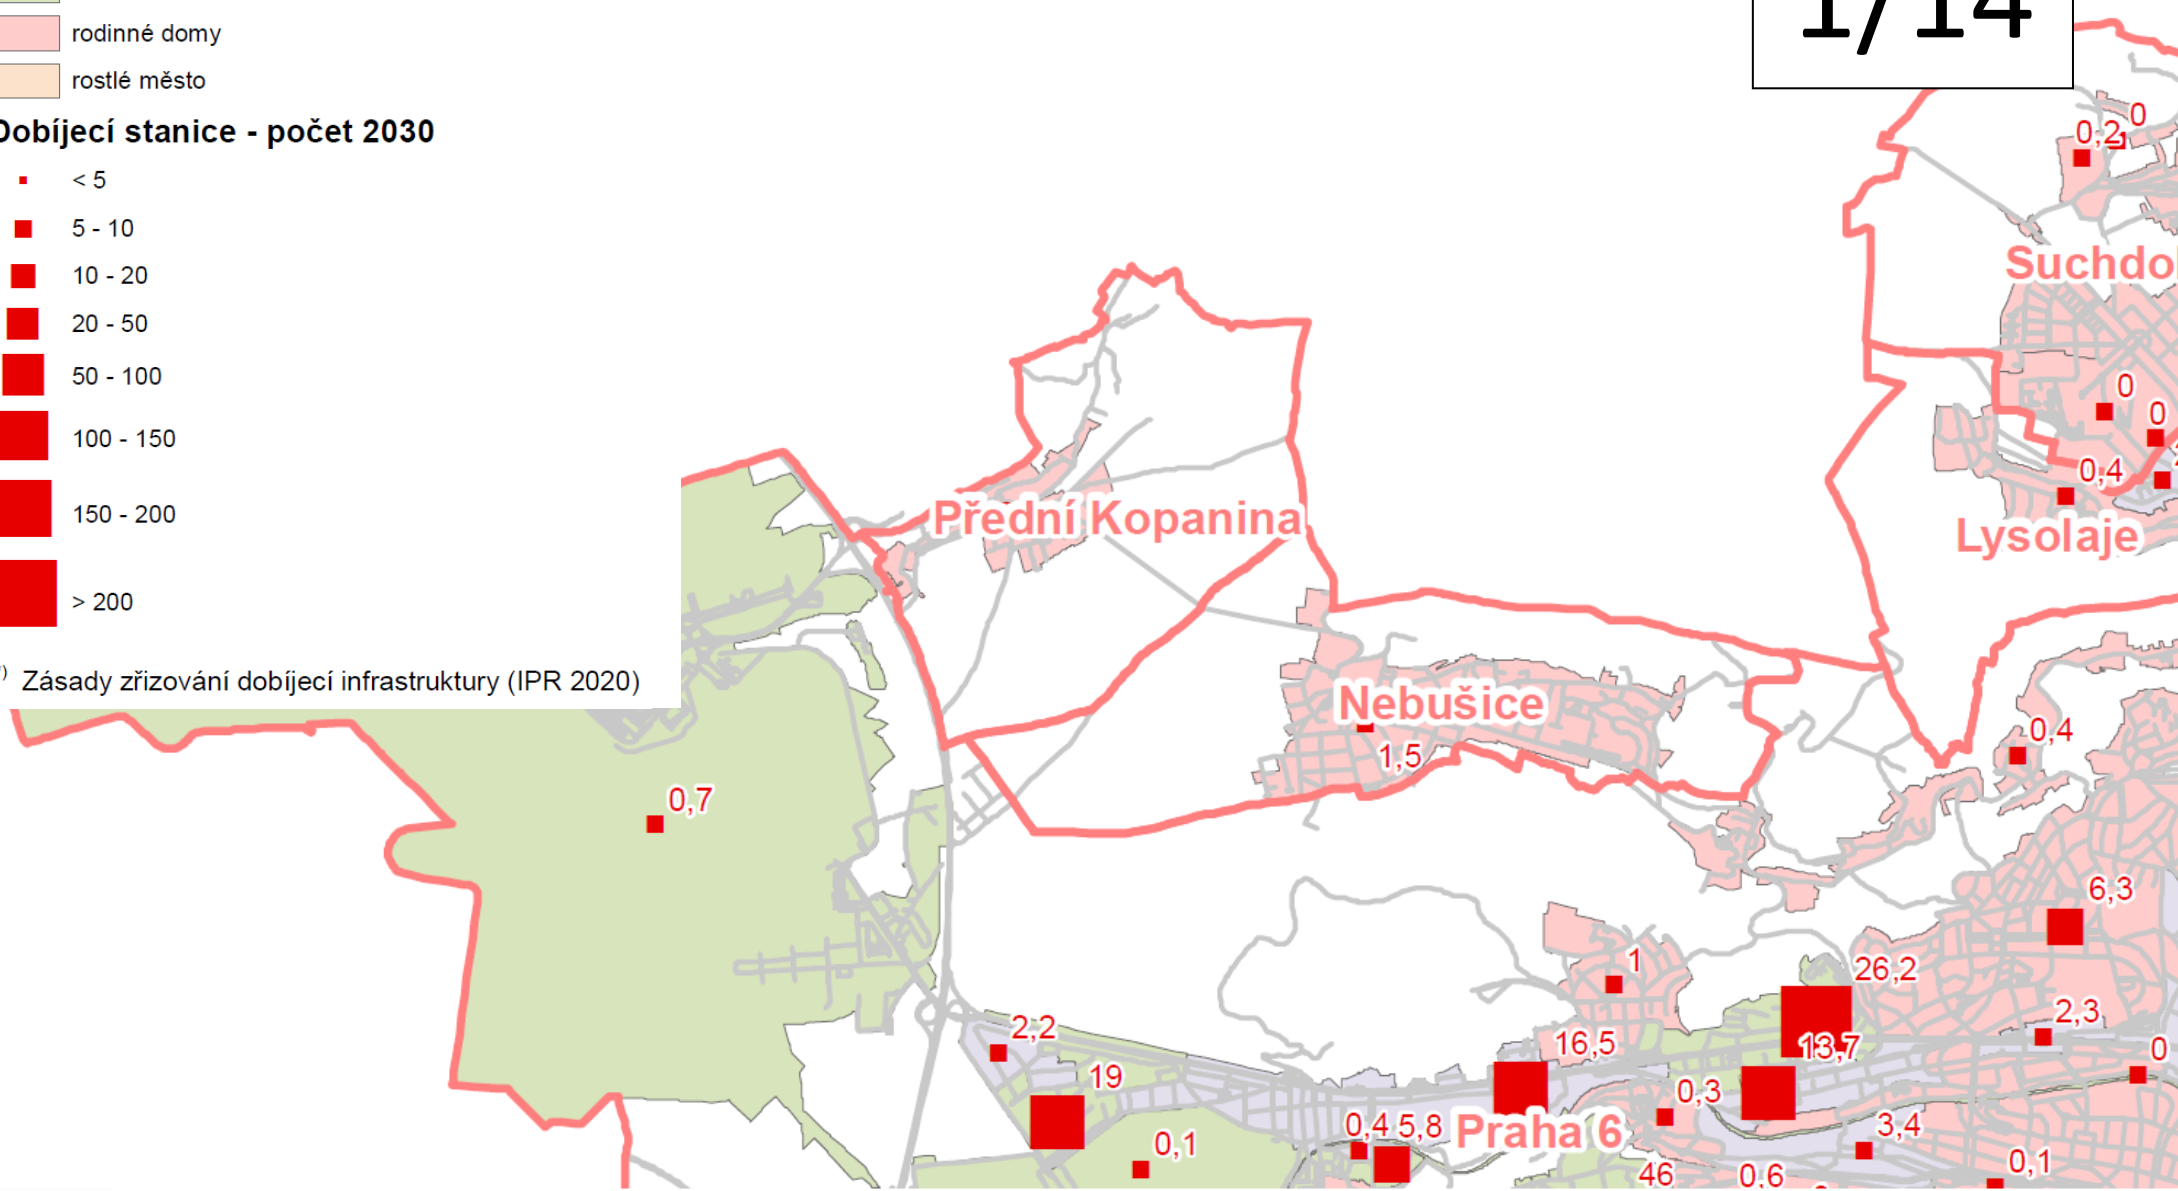 rodinné domy
rostlé město
Dobíjecí stanice - počet 2030
< 5
5 - 10
10 - 20
20 - 50
50 - 100
100 - 150
150 - 200
> 200
Zásady zřizování dobíjecí infrastruktury (IPR 2020)
1/14
0
0,2
Suchdol
0
0
0,4
Lysolaje
Přední Kopanina
Nebušice
1,5
0,4
0,7
6,3
1
26,2
2,2
16,5
13,7
2,3
0
19
0,3
0,1
0,4
5,8
Praha 6
3,4
46
0,6
0,1